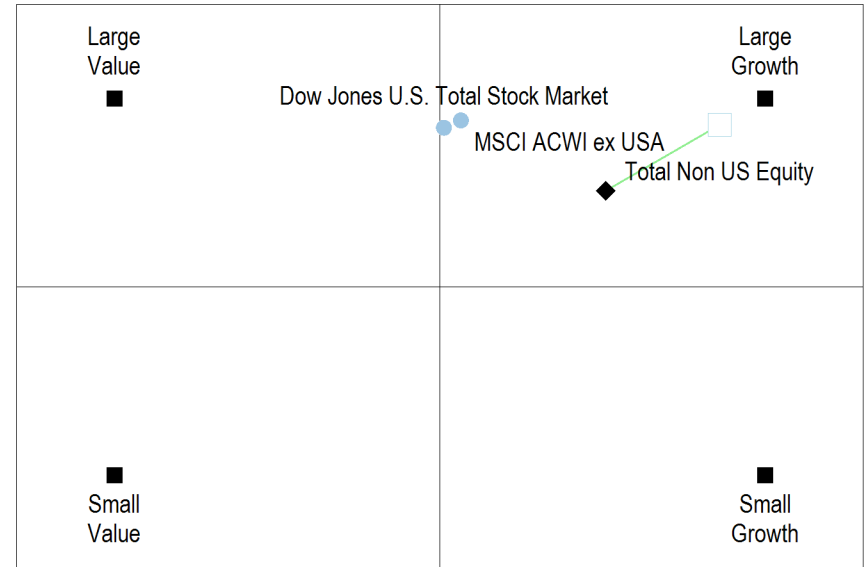 Large
Value
Large
Growth
Dow Jones U.S. Total Stock Market
MSCI ACWI ex USA
Total Non US Equity
Small
Value
Small
Growth